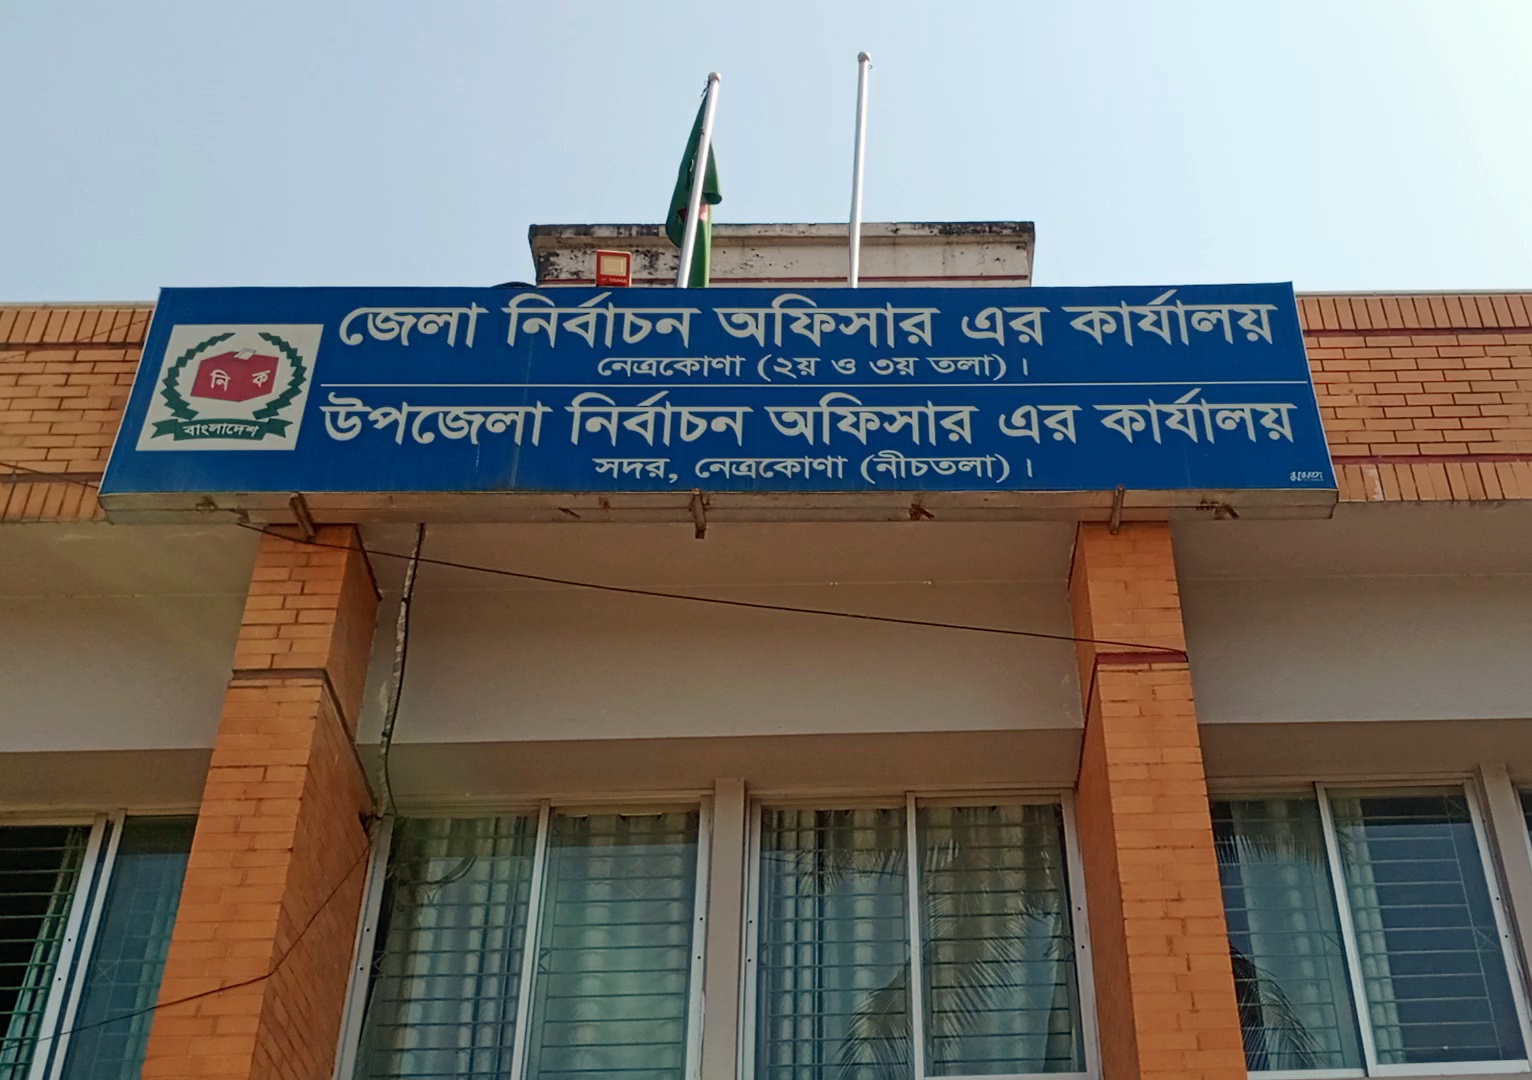 জেলা নির্বাচন অফিসার এর কার্যালয়
নেত্রকোণা (২য় ও ৩য় তলা)।
নি ক
বাংলাদেশ
উপজেলা নির্বাচন অফিসার এর কার্যালয়
সদর, নেত্রকোণা (নীচতলা)।